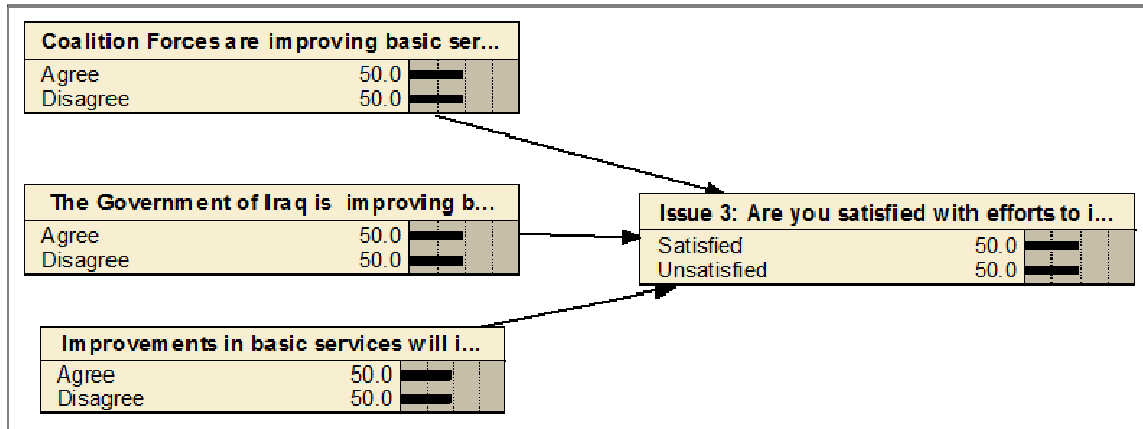 Coalition Forces are improving basic ser...
Agree 50.0
Disagree 50.0
The Government of Iraq is improving b...
Agree 50.0
Disagree 50.0
Issue 3: Are you satisfied with efforts to i...
Satisfied 50.0
Unsatisfied 50.0
Improvements in basic services will i...
Agree 50.0
Disagree 50.0